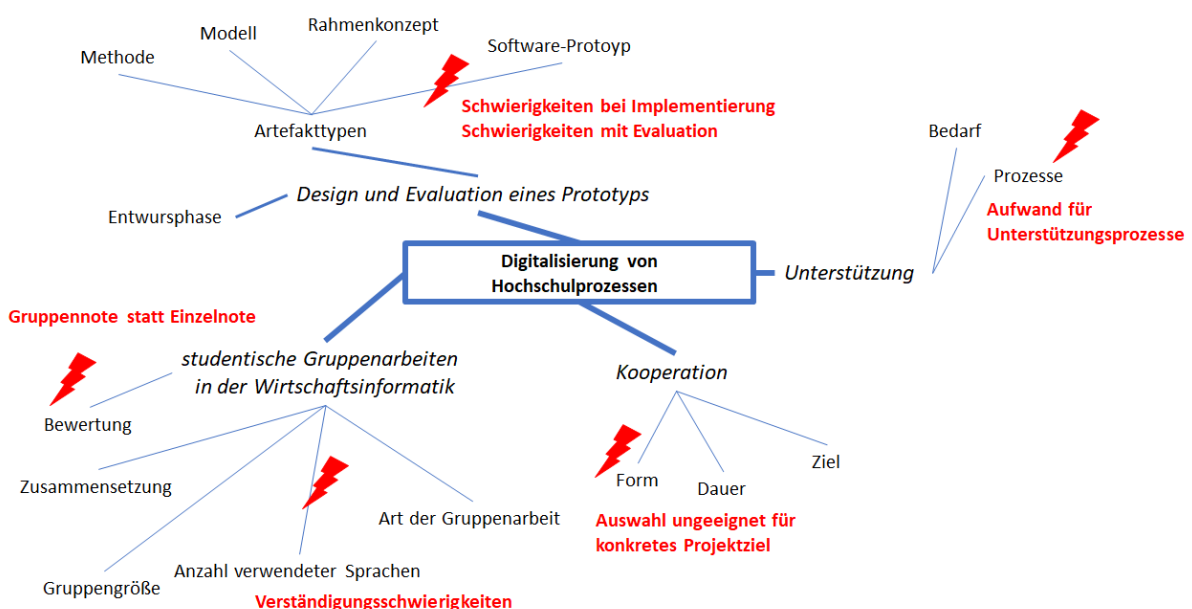 Rahmenkonzept
Modell
Software-Protoyp
Methode
Schwierigkeiten bei Implementierung
Schwierigkeiten mit Evaluation
Artefakttypen
Bedarf
Prozesse
Aufwand für
Unterstützungsprozesse
Design und Evaluation eines Prototyps
Entwursphase
Digitalisierung von
Hochschulprozessen
Unterstützung
Gruppennote statt Einzelnote
studentische Gruppenarbeiten
in der Wirtschaftsinformatik
Kooperation
Bewertung
Zusammensetzung
Ziel
Form
Dauer
Art der Gruppenarbeit
Auswahl ungeeignet für
konkretes Projektziel
Anzahl verwendeter Sprachen
Gruppengröße
Verständigungsschwierigkeiten